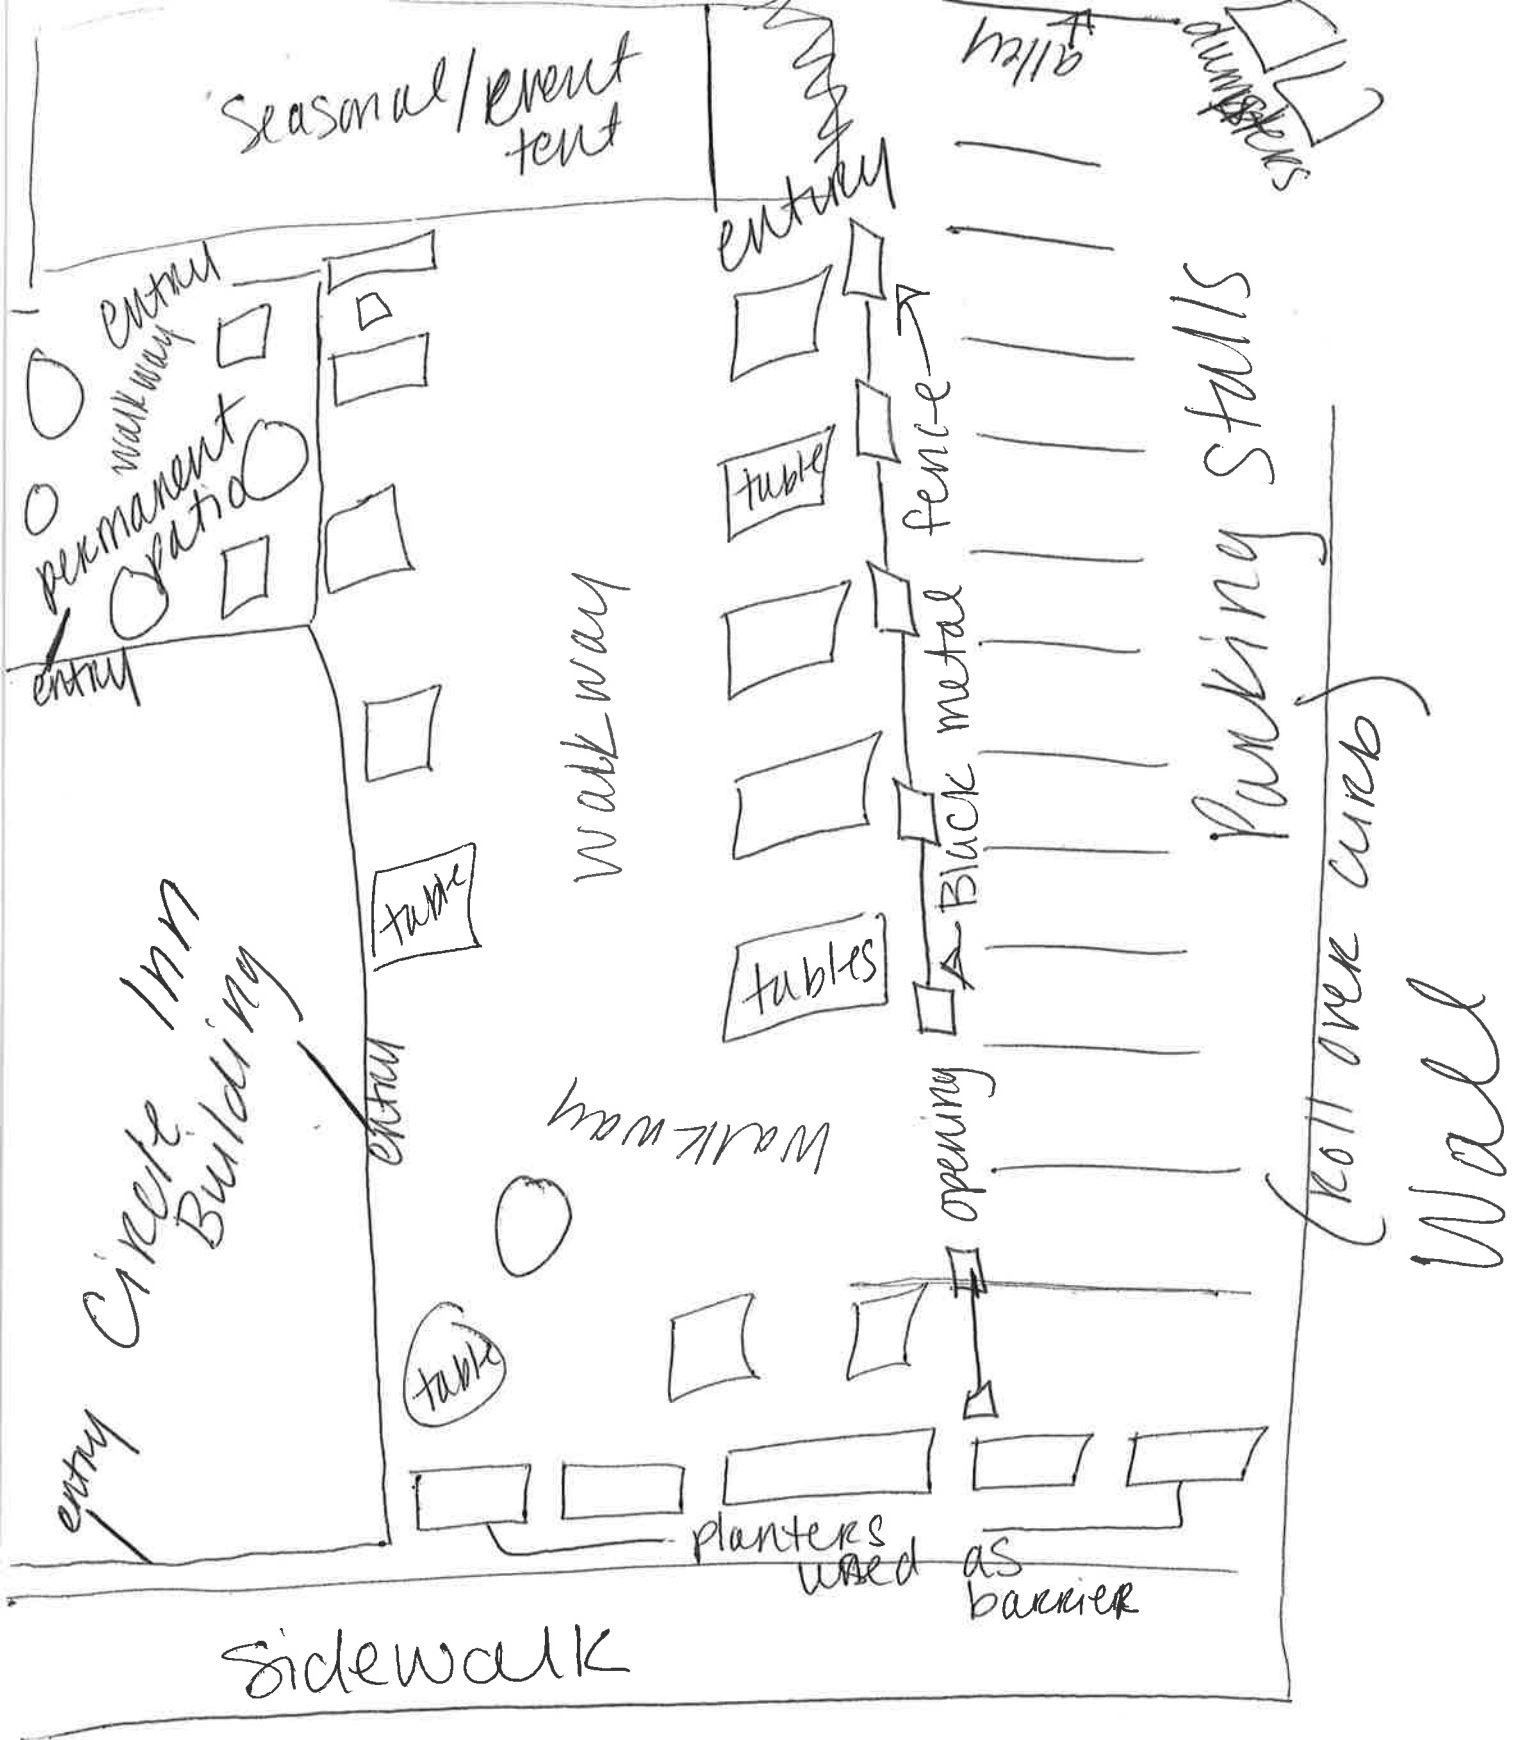 alley
dumpsters
Seasonal/event
tent
entry
entry
walkway
permanent
patio
entry
Black metal fence
Parking Stalls
table
walkway
(roll over curb)
Wall
table
tables
Circle Inn
Building
entry
walkway
opening
table
entry
planters
used as
barrier
Sidewalk